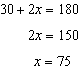 30 + 2x = 180
2x = 150
x = 75